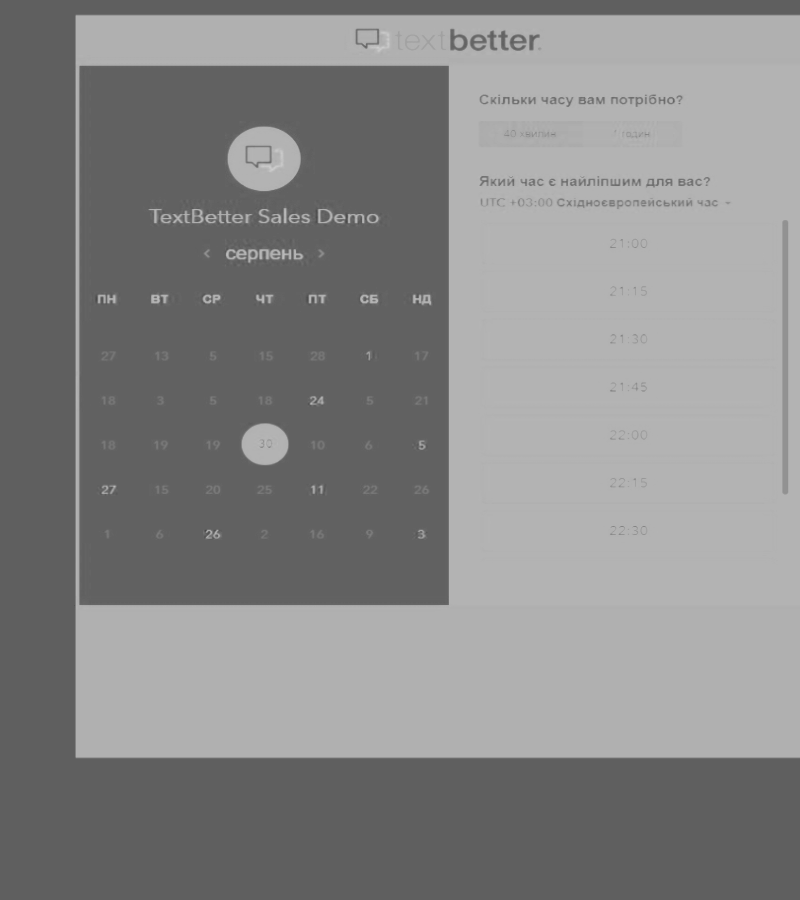 textbetter.
TextBetter Sales Demo
‹ серпень ›
ПН ВТ СР ЧТ ПТ СБ НД
27 13 5 15 28 1 17
18 3 5 18 24 5 21
18 19 19 30 10 6 5
27 15 20 25 11 22 26
1 6 26 2 16 9 3
Скільки часу вам потрібно?
40 хвилин 1 годин
Який час є найліпшим для вас?
UTC +03:00 Східноєвропейський час
21:00
21:15
21:30
21:45
22:00
22:15
22:30